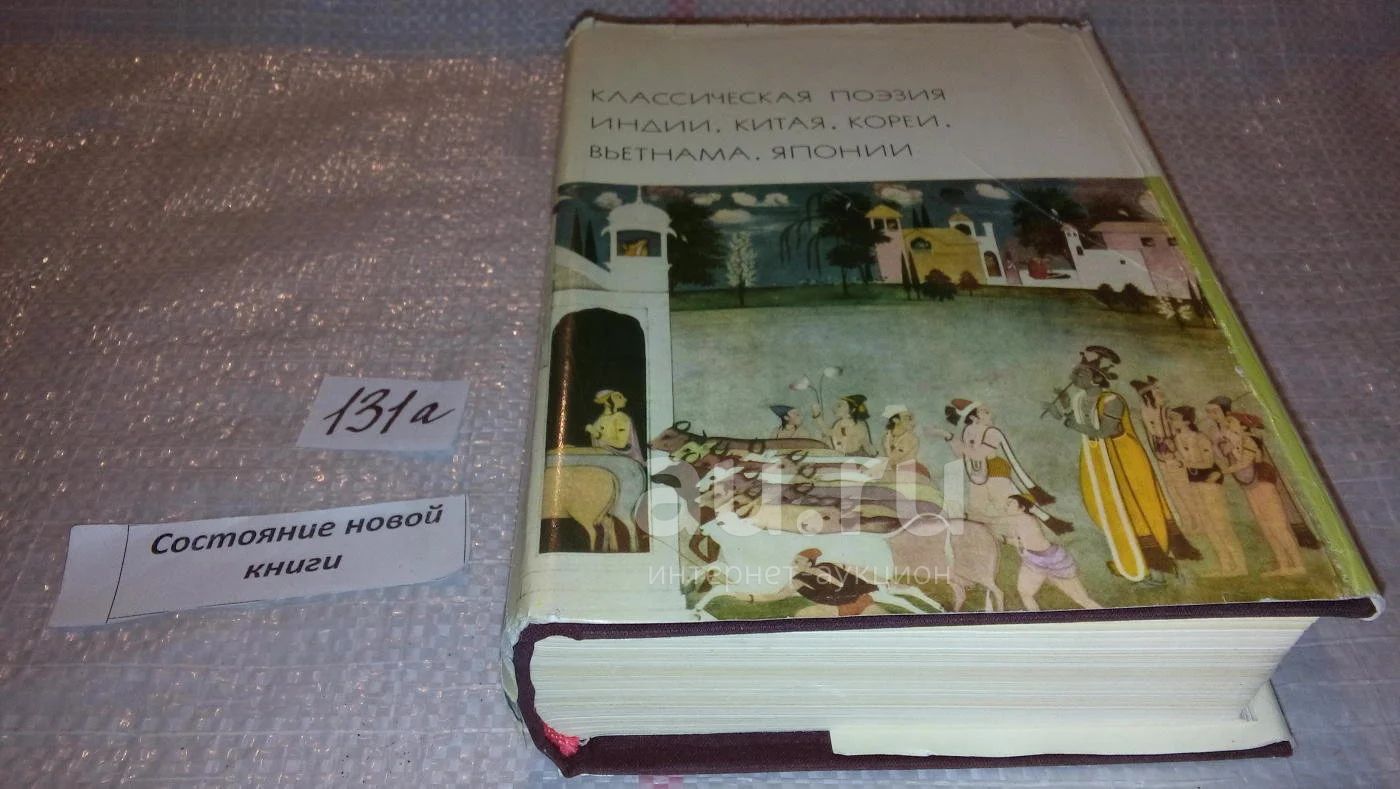 КЛАССИЧЕСКАЯ ПОЭЗИЯ
ИНДИИ, КИТАЯ, КОРЕИ,
ВЬЕТНАМА, ЯПОНИИ
131а
Состояние новой
книги
au.ru
интернет аукцион